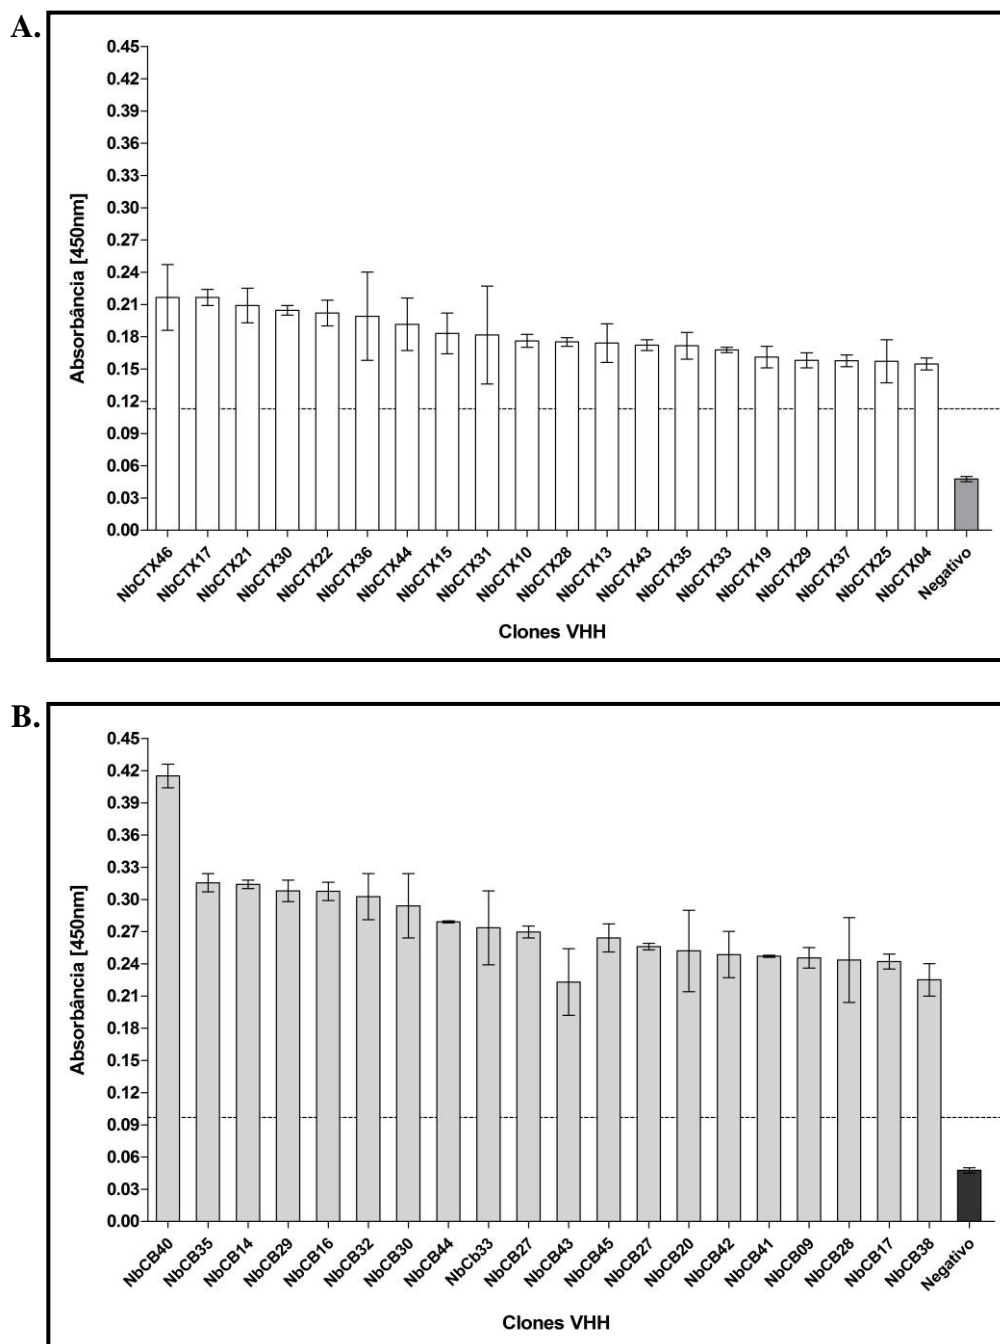 A.
0.45
0.42
0.39
0.36
0.33
0.30
0.27
0.24
0.21
0.18
0.15
0.12
0.09
0.06
0.03
0.00
Absorbância [450nm]
NbCTX46
NbCTX17
NbCTX21
NbCTX30
NbCTX22
NbCTX36
NbCTX44
NbCTX15
NbCTX31
NbCTX10
NbCTX28
NbCTX13
NbCTX43
NbCTX35
NbCTX33
NbCTX19
NbCTX29
NbCTX37
NbCTX25
NbCTX04
Negativo
Clones VHH
B.
0.45
0.42
0.39
0.36
0.33
0.30
0.27
0.24
0.21
0.18
0.15
0.12
0.09
0.06
0.03
0.00
Absorbância [450nm]
NbCB40
NbCB35
NbCB14
NbCB29
NbCB16
NbCB32
NbCB30
NbCB44
NbCb33
NbCB27
NbCB43
NbCB45
NbCB27
NbCB20
NbCB42
NbCB41
NbCB09
NbCB28
NbCB17
NbCB38
Negativo
Clones VHH